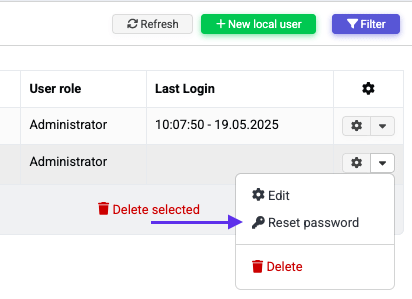 Refresh
+ New local user
Filter
User role
Last Login
Administrator
10:07:50 - 19.05.2025
Administrator
Delete selected
Edit
Reset password
Delete